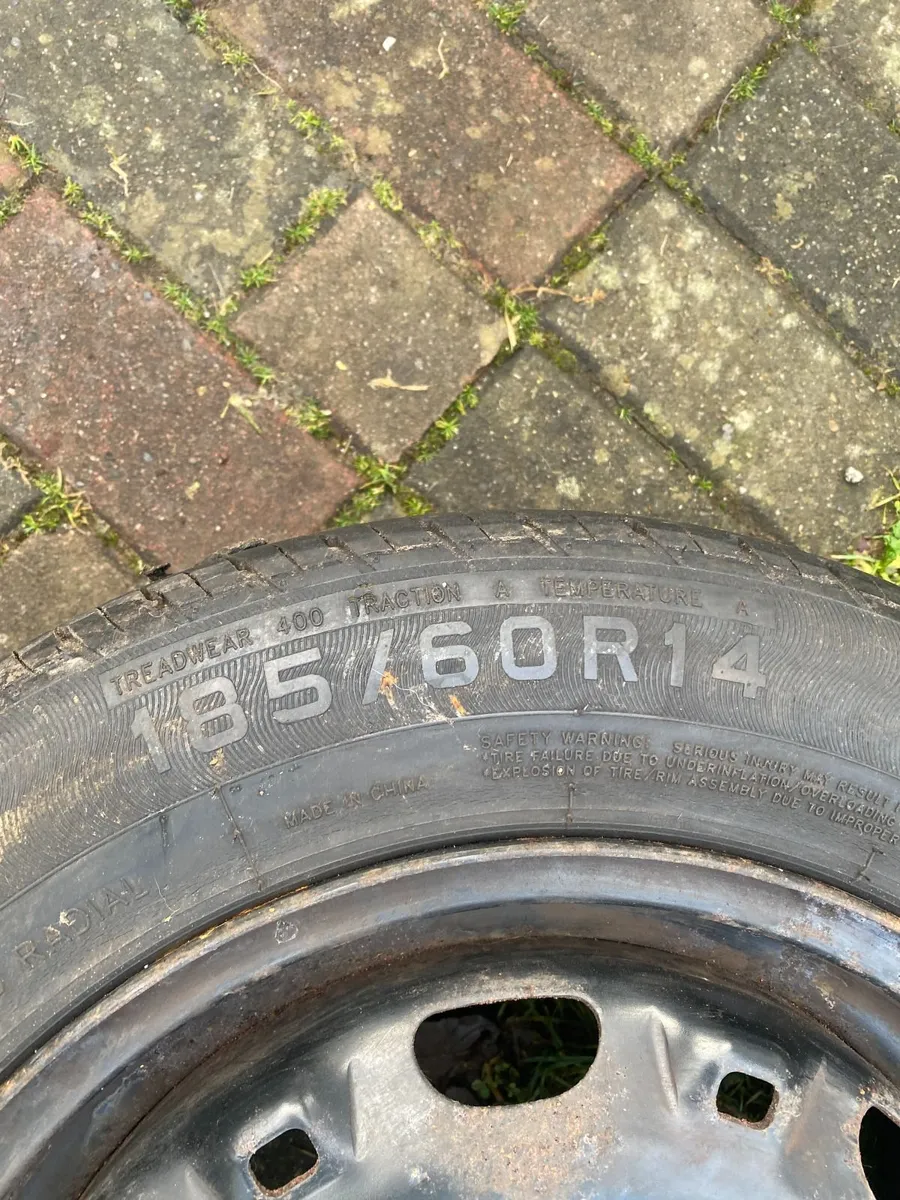 TREADWEAR 400 TRACTION A TEMPERATURE A
185/60R14
SAFETY WARNING: SERIOUS INJURY MAY RESULT
•TIRE FAILURE DUE TO UNDERINFLATION/OVERLOADING
•EXPLOSION OF TIRE/RIM ASSEMBLY DUE TO IMPROPER
MADE IN CHINA
RADIAL